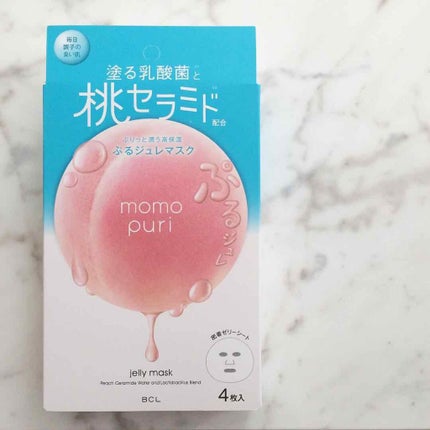 毎日
調子の
良い肌
塗る乳酸菌と
桃セラミド
配合
ぷりっと潤う高保湿
ぷるジュレマスク
ぷるジュレ
momo
puri
密着ゼリーシート
jelly mask
Peach Ceramide Water and Lactobacillus Blend
BCL
4枚入